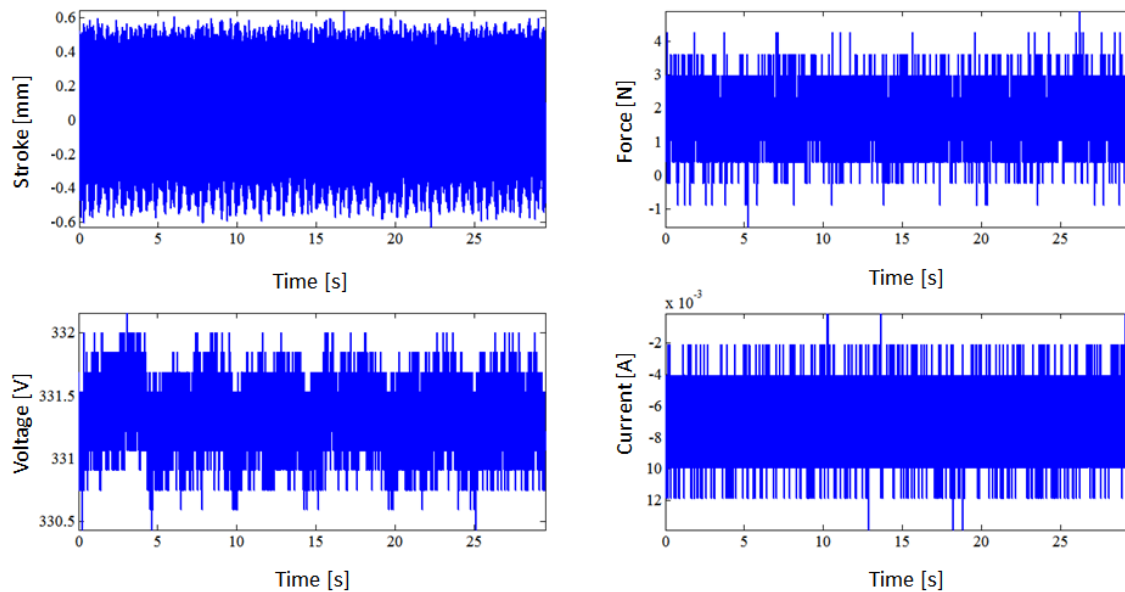 0.6
0.4
0.2
0
-0.2
-0.4
-0.6
Stroke [mm]
0 5 10 15 20 25
Time [s]
4
3
2
1
0
-1
Force [N]
0 5 10 15 20 25
Time [s]
332
331.5
331
330.5
Voltage [V]
0 5 10 15 20 25
Time [s]
x 10⁻³
-2
-4
-6
-8
10
12
Current [A]
0 5 10 15 20 25
Time [s]